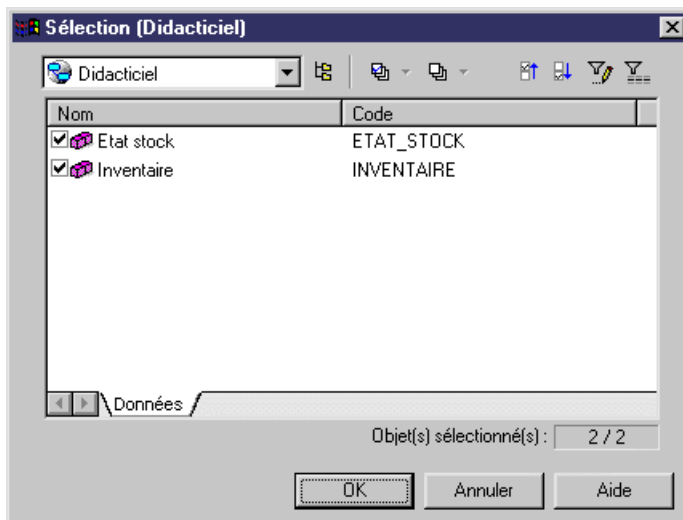 Sélection (Didacticiel)
Didacticiel
Nom Code
Etat stock ETAT_STOCK
Inventaire INVENTAIRE
Données
Objet(s) sélectionné(s) : 2 / 2
OK Annuler Aide